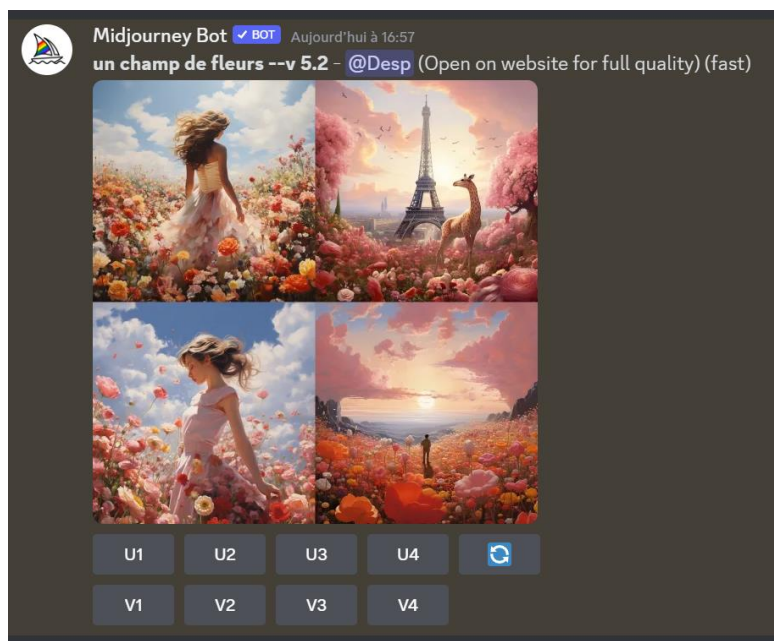 Midjourney Bot ✓ BOT Aujourd'hui à 16:57
un champ de fleurs --v 5.2 - @Desp (Open on website for full quality) (fast)
U1 U2 U3 U4
V1 V2 V3 V4